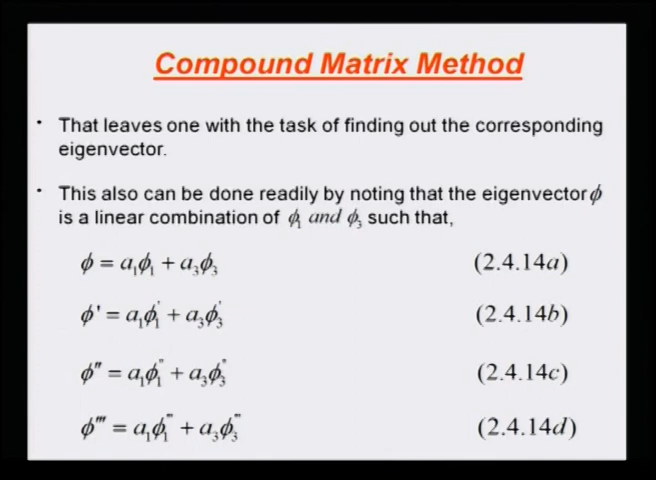 Compound Matrix Method
• That leaves one with the task of finding out the corresponding
eigenvector.
• This also can be done readily by noting that the eigenvector ϕ
is a linear combination of ϕ₁ and ϕ₃ such that,
ϕ = a₁ϕ₁ + a₃ϕ₃ (2.4.14a)
ϕ' = a₁ϕ₁' + a₃ϕ₃' (2.4.14b)
ϕ'' = a₁ϕ₁'' + a₃ϕ₃'' (2.4.14c)
ϕ''' = a₁ϕ₁''' + a₃ϕ₃''' (2.4.14d)